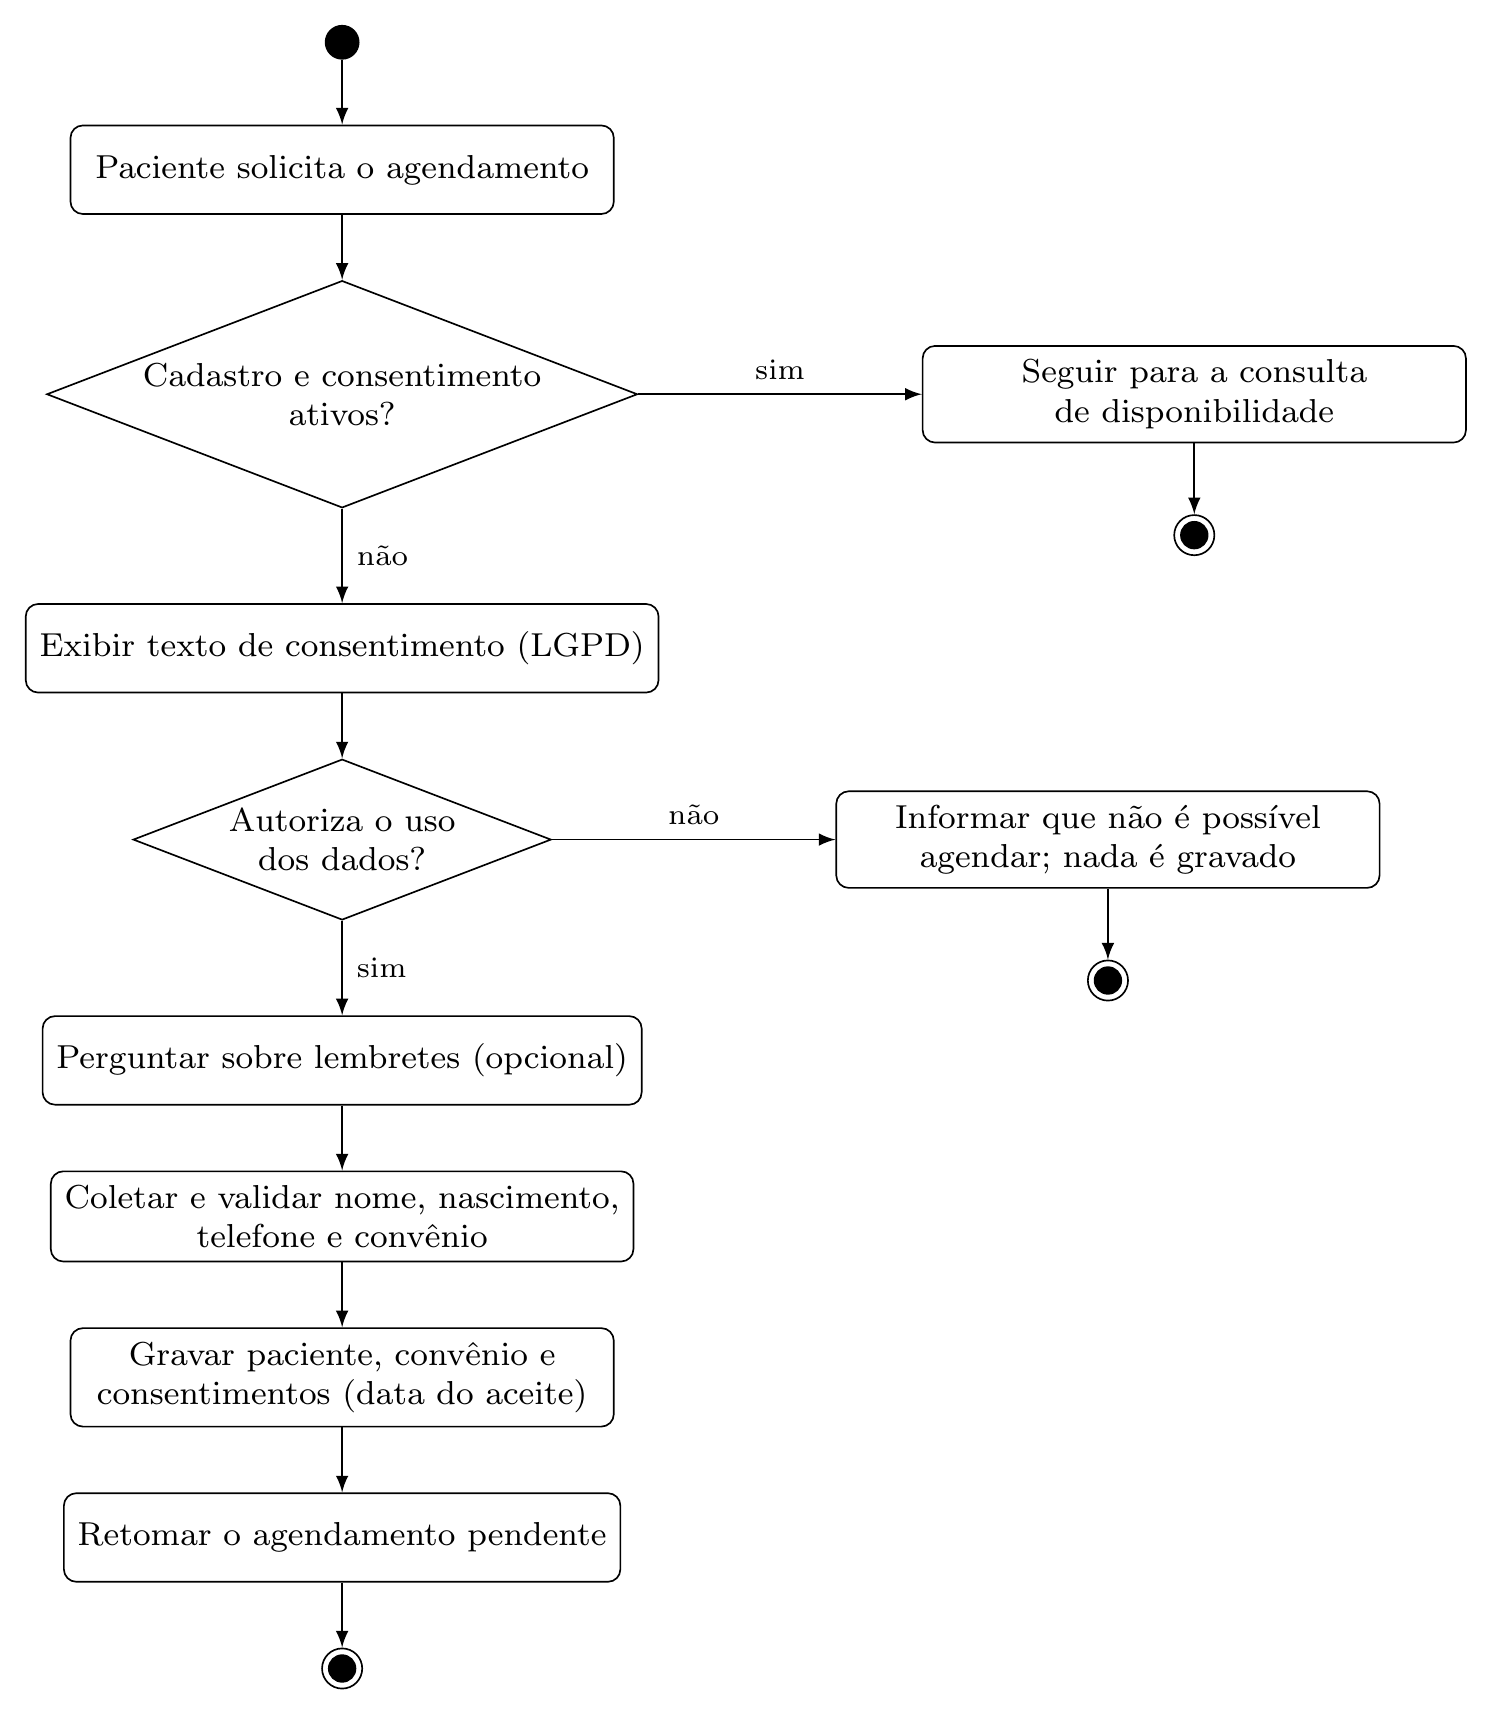 Paciente solicita o agendamento
Cadastro e consentimento
ativos?
sim
Seguir para a consulta
de disponibilidade
não
Exibir texto de consentimento (LGPD)
Autoriza o uso
dos dados?
não
Informar que não é possível
agendar; nada é gravado
sim
Perguntar sobre lembretes (opcional)
Coletar e validar nome, nascimento,
telefone e convênio
Gravar paciente, convênio e
consentimentos (data do aceite)
Retomar o agendamento pendente